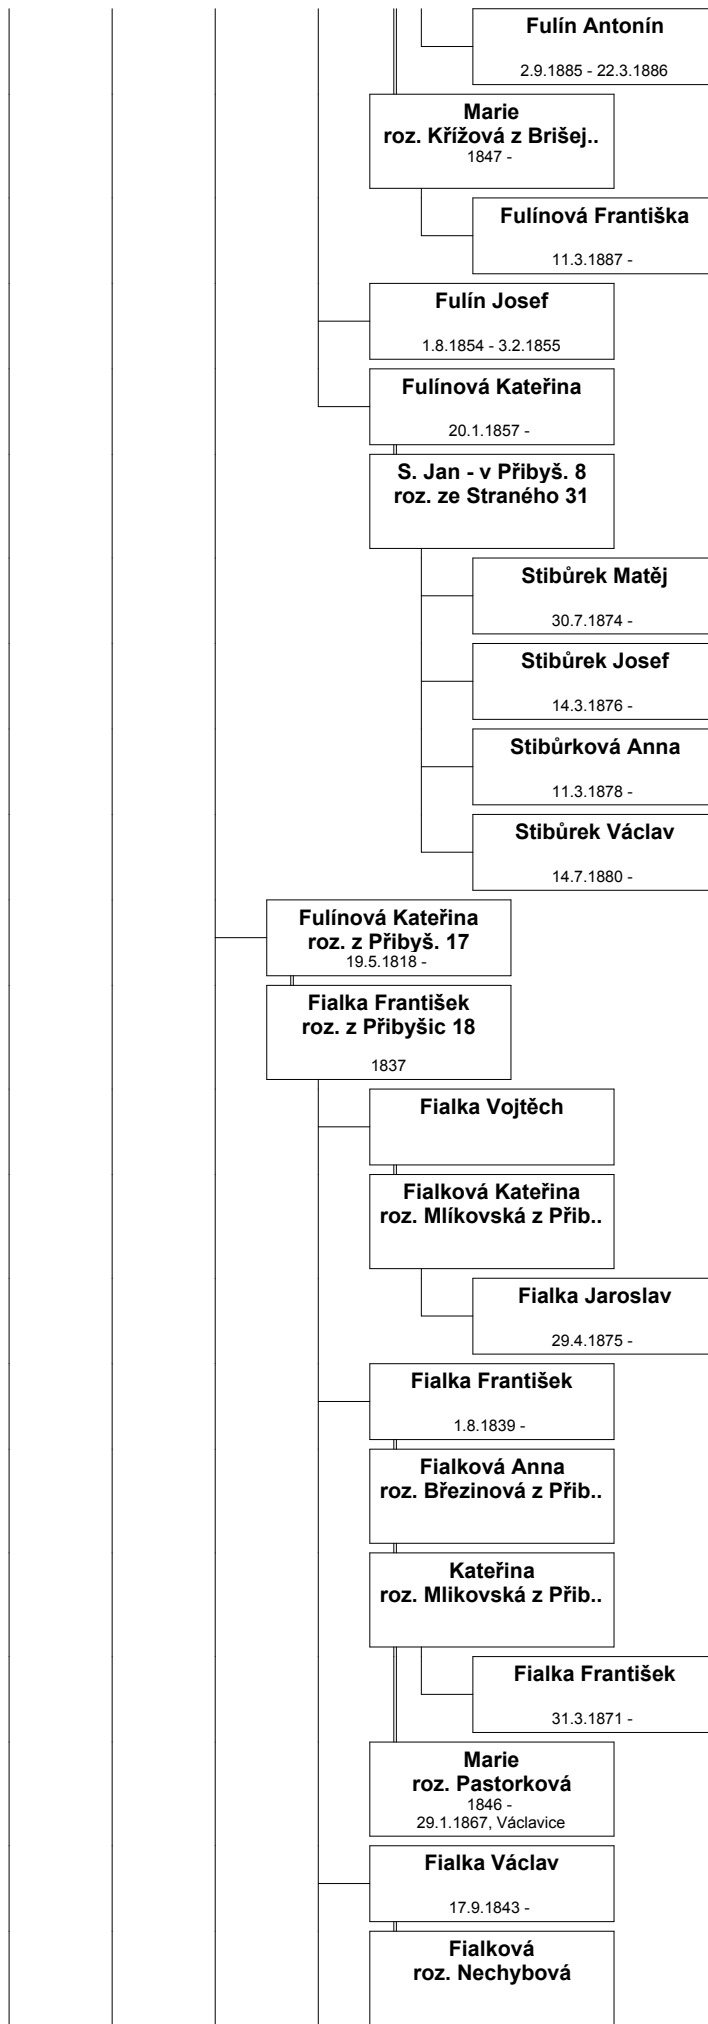 Fulín Antonín
2.9.1885 - 22.3.1886
Marie
roz. Křížová z Brišej..
1847 -
Fulínová Františka
11.3.1887 -
Fulín Josef
1.8.1854 - 3.2.1855
Fulínová Kateřina
20.1.1857 -
S. Jan - v Přibyš. 8
roz. ze Straného 31
Stibůrek Matěj
30.7.1874 -
Stibůrek Josef
14.3.1876 -
Stibůrková Anna
11.3.1878 -
Stibůrek Václav
14.7.1880 -
Fulínová Kateřina
roz. z Přibyš. 17
19.5.1818 -
Fialka František
roz. z Přibyšic 18
1837
Fialka Vojtěch
Fialková Kateřina
roz. Mlíkovská z Přib..
Fialka Jaroslav
29.4.1875 -
Fialka František
1.8.1839 -
Fialková Anna
roz. Březinová z Přib..
Kateřina
roz. Mlikovská z Přib..
Fialka František
31.3.1871 -
Marie
roz. Pastorková
1846 -
29.1.1867, Václavice
Fialka Václav
17.9.1843 -
Fialková
roz. Nechybová